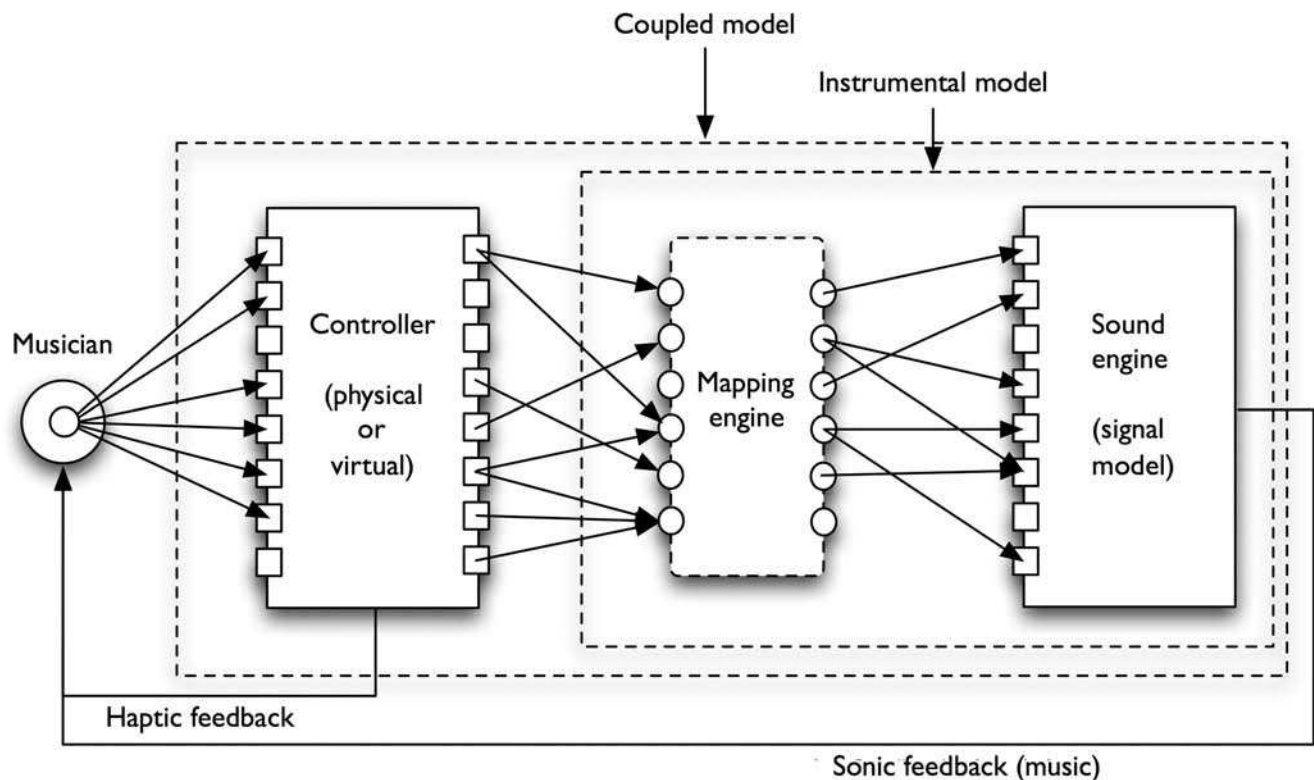 Coupled model
Instrumental model
Musician
Controller
(physical
or
virtual)
Mapping
engine
Sound
engine
(signal
model)
Haptic feedback
Sonic feedback (music)